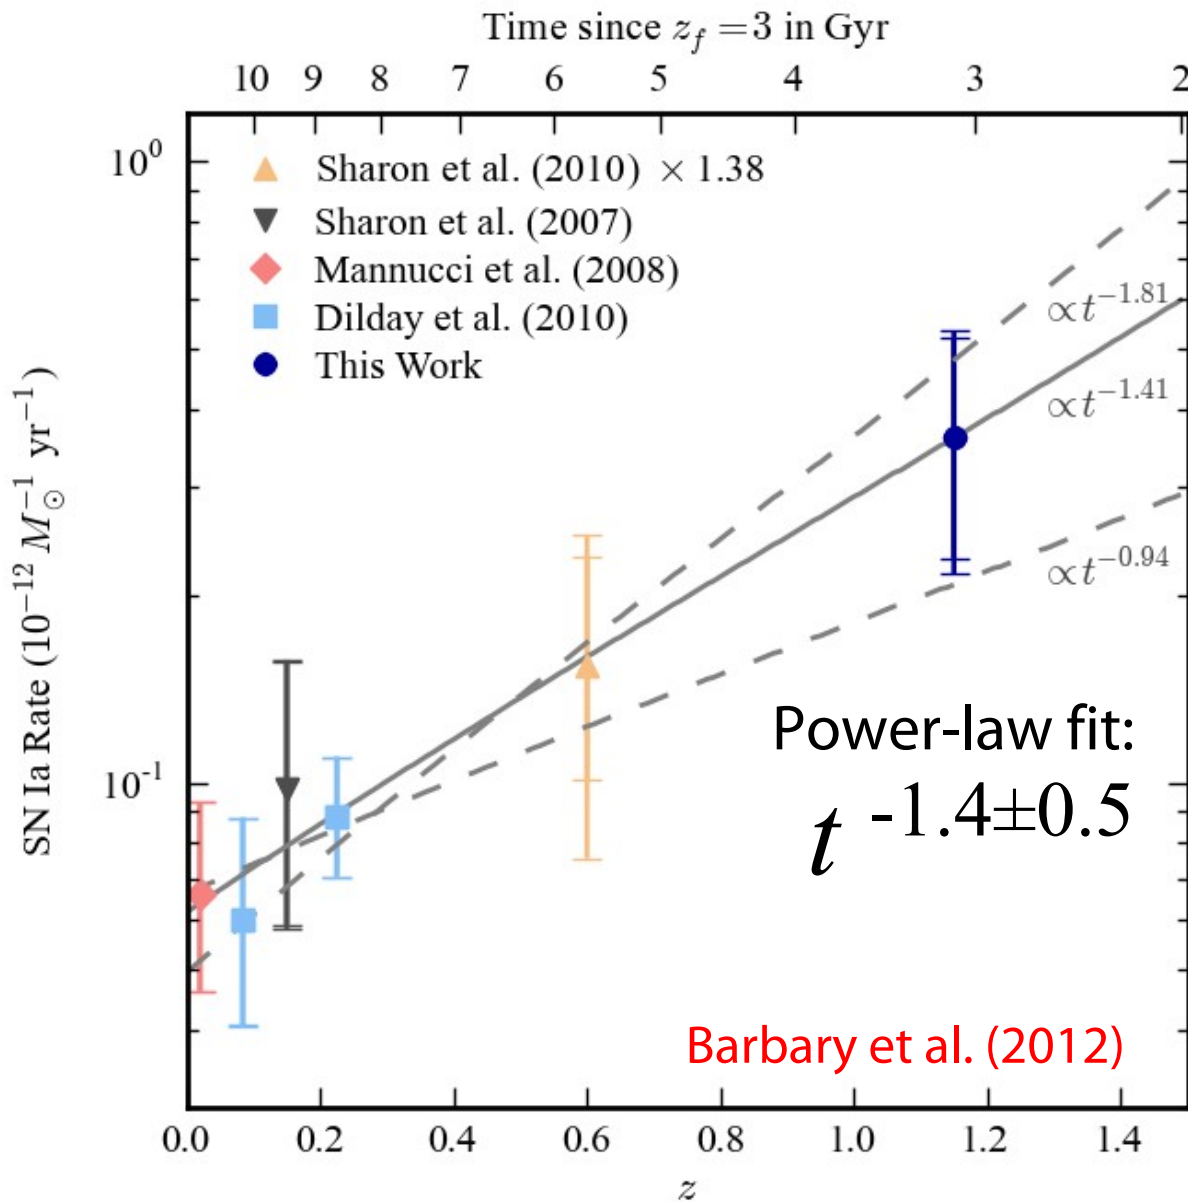 Time since z_f = 3 in Gyr
10 9 8 7 6 5 4 3 2
10^0
Sharon et al. (2010) × 1.38
Sharon et al. (2007)
Mannucci et al. (2008)
Dilday et al. (2010)
This Work
∝t^−1.81
∝t^−1.41
∝t^−0.94
SN Ia Rate (10^−12 M_⊙^−1 yr^−1)
Power-law fit:
10^-1
t -1.4±0.5
Barbary et al. (2012)
0.0 0.2 0.4 0.6 0.8 1.0 1.2 1.4
z